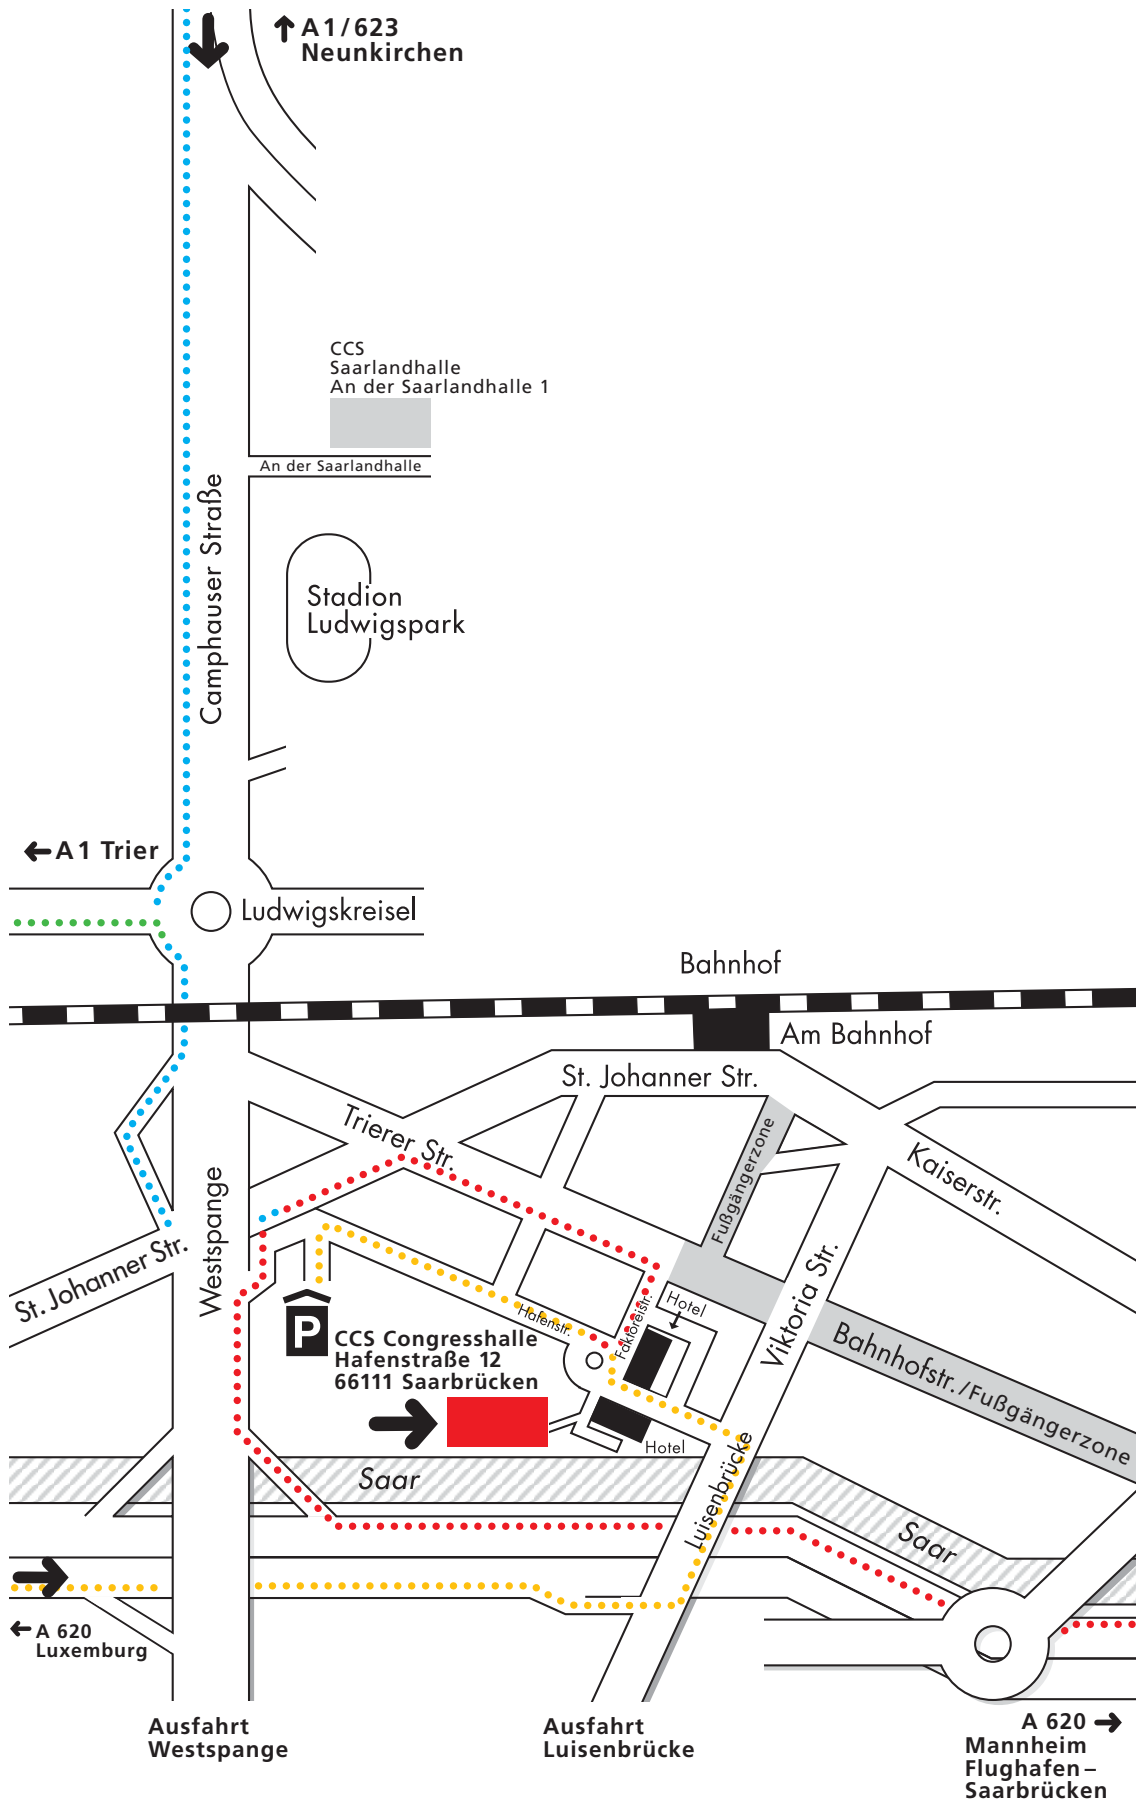 A 1/623
Neunkirchen
CCS
Saarlandhalle
An der Saarlandhalle 1
An der Saarlandhalle
Camphauser Straße
Stadion
Ludwigspark
A 1 Trier
Ludwigskreisel
Bahnhof
Am Bahnhof
St. Johanner Str.
Trierer Str.
Fußgängerzone
Kaiserstr.
Westspange
St. Johanner Str.
Viktoria Str.
Hafenstr.
Faktoreistr.
Hotel
P
CCS Congresshalle
Hafenstraße 12
66111 Saarbrücken
Bahnhofstr./Fußgängerzone
Hotel
Luisenbrücke
Saar
Saar
A 620
Luxemburg
Ausfahrt
Westspange
Ausfahrt
Luisenbrücke
A 620
Mannheim
Flughafen–
Saarbrücken